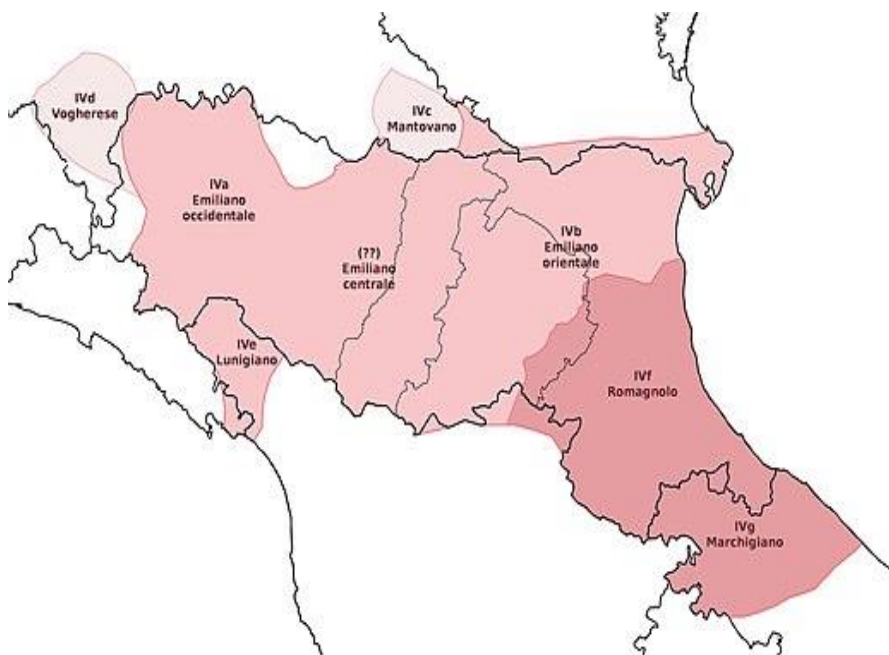 IVd
Vogherese
IVc
Mantovano
IVa
Emiliano
occidentale
(??)
Emiliano
centrale
IVb
Emiliano
orientale
IVe
Lunigiano
IVf
Romagnolo
IVg
Marchigiano